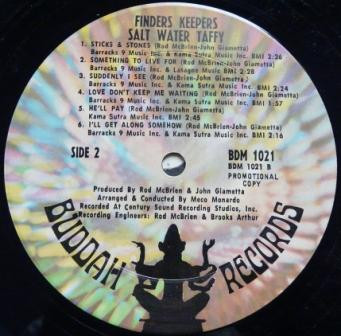 FINDERS KEEPERS
SALT WATER TAFFY
1. STICKS & STONES (Rod McBrien-John Giametta)
Barracks 9 Music Inc. & Kama Sutra Music Inc. BMI 2:26
2. SOMETHING TO LIVE FOR (Rod McBrien)
Barracks 9 Music Inc. & Lasagne Music BMI 2:28
3. SUDDENLY I SEE (Rod McBrien-John Giametta)
Barracks 9 Music Inc. & Kama Sutra Music Inc. BMI 2:24
4. LOVE DON'T KEEP ME WAITING (Rod McBrien-John Giametta)
Barracks 9 Music Inc. & Kama Sutra Music Inc. BMI 1:57
5. HE'LL PAY (Rod McBrien-John Giametta)
Kama Sutra Music Inc. BMI 2:45
6. I'LL GET ALONG SOMEHOW (Rod McBrien-John Giametta)
Barracks 9 Music Inc. & Kama Sutra Music Inc. BMI 2:16
SIDE 2
BDM 1021
BDM 1021 B
PROMOTIONAL
COPY
Produced By Rod McBrien & John Giametta
Arranged & Conducted By Meco Monardo
Recorded At Century Sound Recording Studios, Inc.
Recording Engineers: Rod McBrien & Brooks Arthur
BUDDAH RECORDS